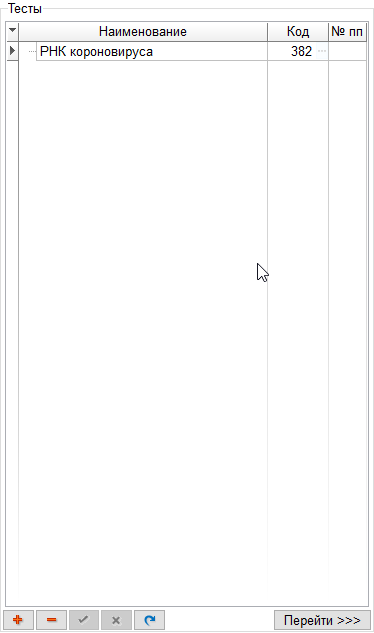 Тесты
Наименование Код № пп
РНК короновируса 382 ...
Перейти >>>